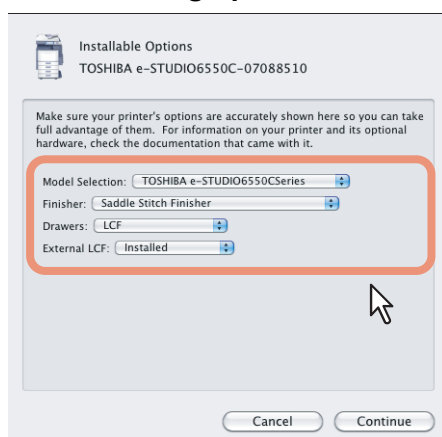 Installable Options
TOSHIBA e-STUDIO6550C-07088510
Make sure your printer's options are accurately shown here so you can take
full advantage of them. For information on your printer and its optional
hardware, check the documentation that came with it.
Model Selection: TOSHIBA e-STUDIO6550CSeries
Finisher: Saddle Stitch Finisher
Drawers: LCF
External LCF: Installed
Cancel Continue